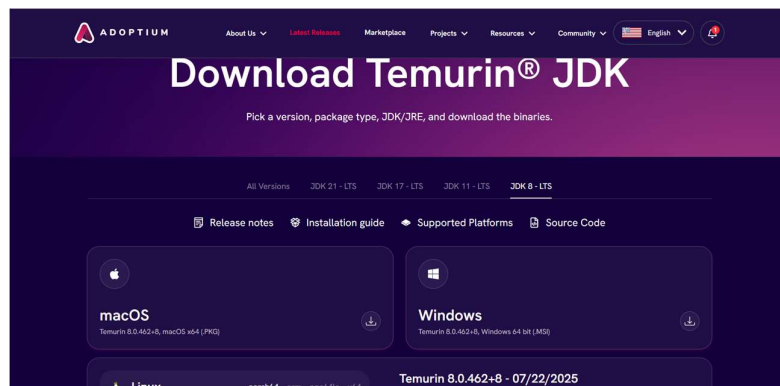 ADOPTIUM
About Us
Latest Releases
Marketplace
Projects
Resources
Community
English
Download Temurin® JDK
Pick a version, package type, JDK/JRE, and download the binaries.
All Versions JDK 21 - LTS JDK 17 - LTS JDK 11 - LTS JDK 8 - LTS
Release notes Installation guide Supported Platforms Source Code
macOS
Temurin 8.0.462+8, macOS x64 (.PKG)
Windows
Temurin 8.0.462+8, Windows 64 bit (.MSI)
Temurin 8.0.462+8 - 07/22/2025
Linux